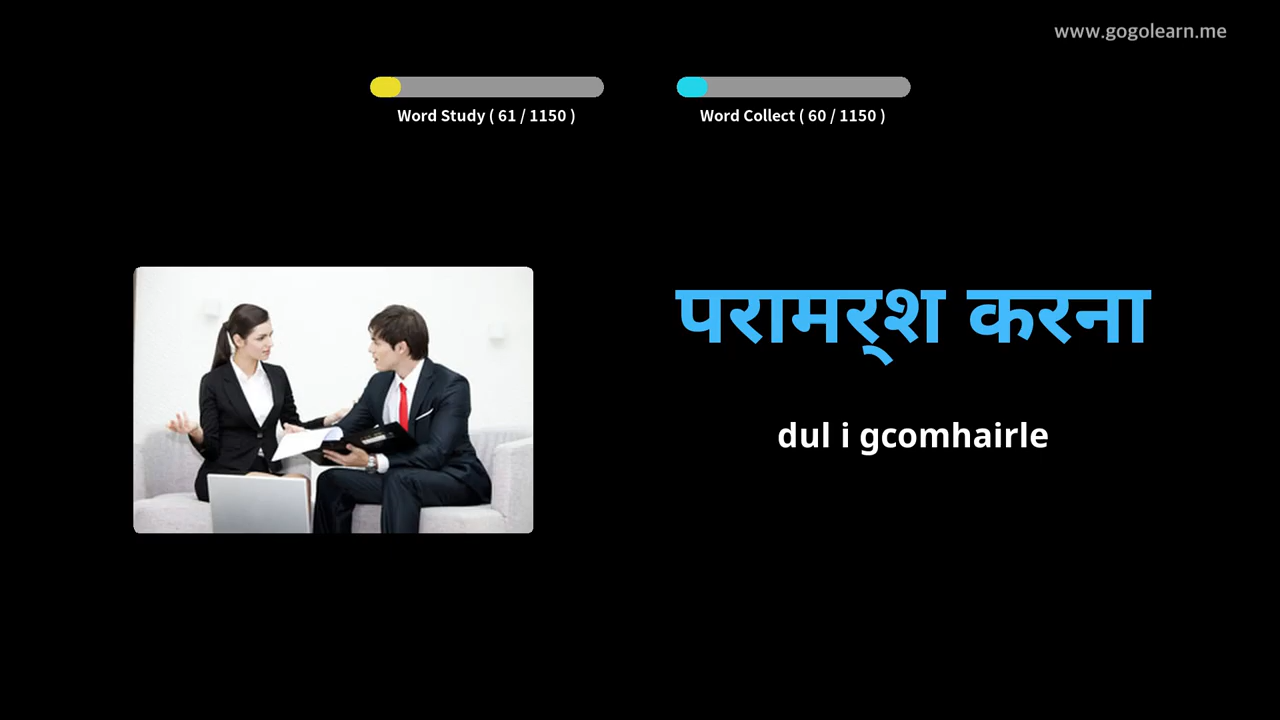 www.gogolearn.me
Word Study ( 61 / 1150 )
Word Collect ( 60 / 1150 )
परामर्‌श करना
dul i gcomhairle